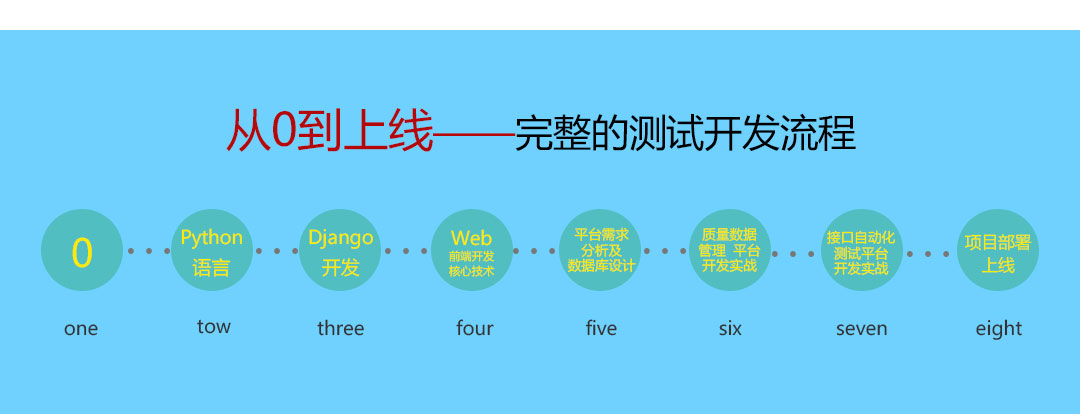 从0到上线——完整的测试开发流程
0
Python
语言
Django
开发
Web
前端开发
核心技术
平台需求
分析及
数据库设计
质量数据
管理 平台
开发实战
接口自动化
测试平台
开发实战
项目部署
上线
one
tow
three
four
five
six
seven
eight